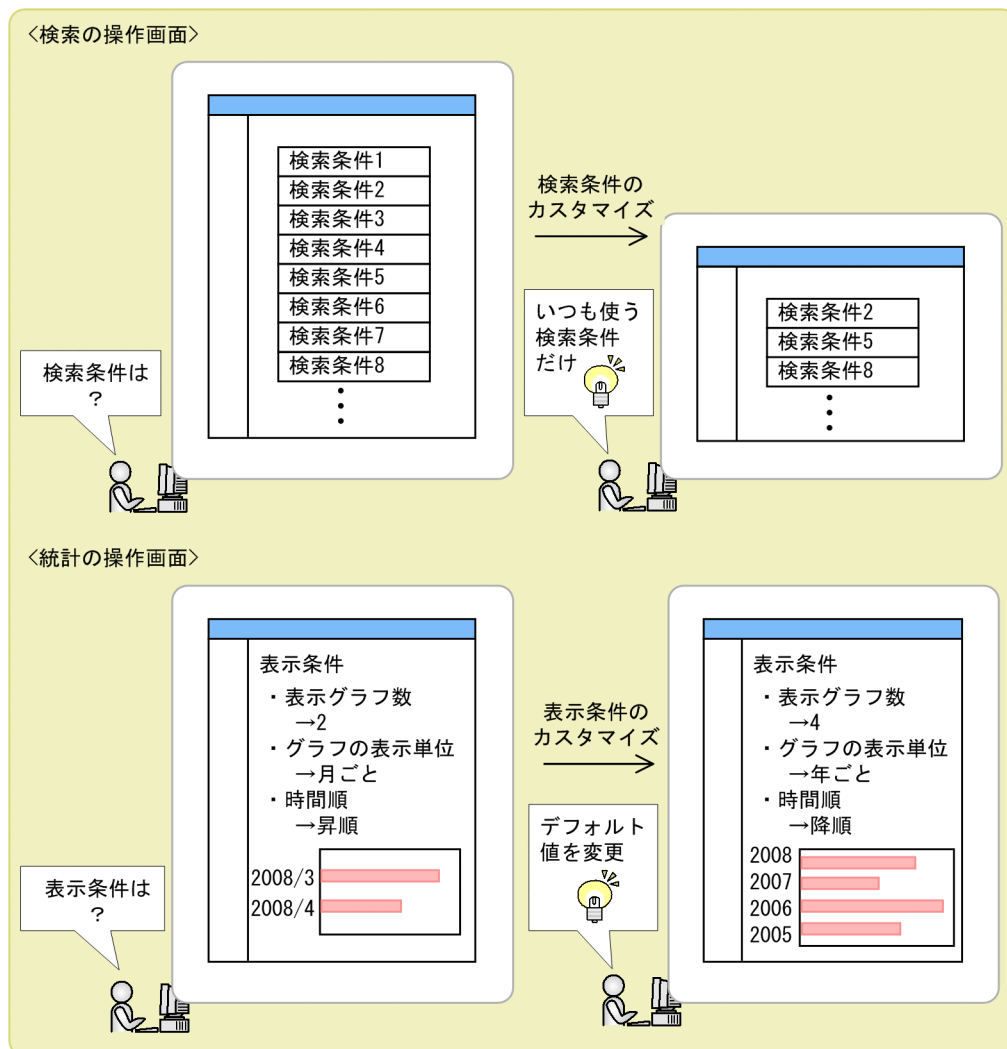 <検索の操作画面>
検索条件1
検索条件2
検索条件3
検索条件4
検索条件5
検索条件6
検索条件7
検索条件8
検索条件は
?
検索条件の
カスタマイズ
いつも使う
検索条件
だけ
検索条件2
検索条件5
検索条件8
<統計の操作画面>
表示条件
・表示グラフ数
→2
・グラフの表示単位
→月ごと
・時間順
→昇順
2008/3
2008/4
表示条件は
?
表示条件の
カスタマイズ
デフォルト
値を変更
表示条件
・表示グラフ数
→4
・グラフの表示単位
→年ごと
・時間順
→降順
2008
2007
2006
2005